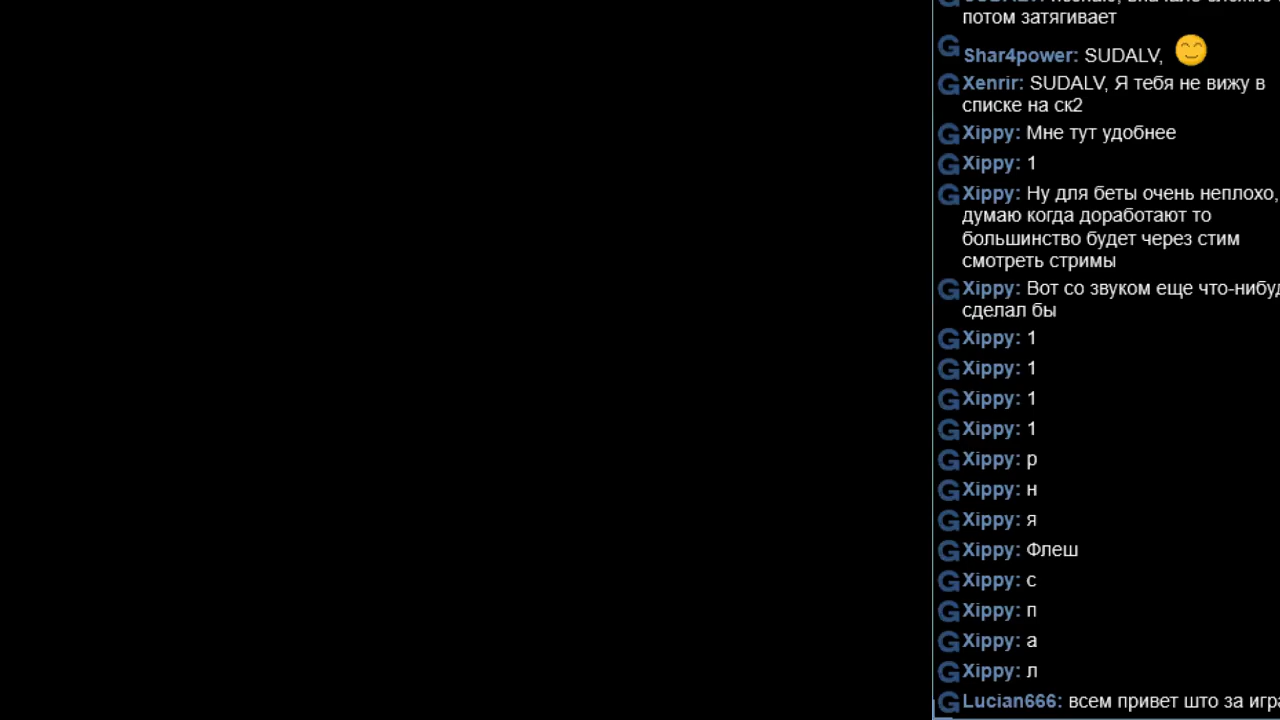 потом затягивает
Shar4power: SUDALV,
Xenrir: SUDALV, Я тебя не вижу в
списке на ск2
Xippy: Мне тут удобнее
Xippy: 1
Xippy: Ну для беты очень неплохо,
думаю когда доработают то
большинство будет через стим
смотреть стримы
Xippy: Вот со звуком еще
сделал бы
Xippy: 1
Xippy: 1
Xippy: 1
Xippy: 1
Xippy: р
Xippy: н
Xippy: я
Xippy: Флеш
Xippy: с
Xippy: п
Xippy: а
Xippy: л
Lucian666: всем привет што за